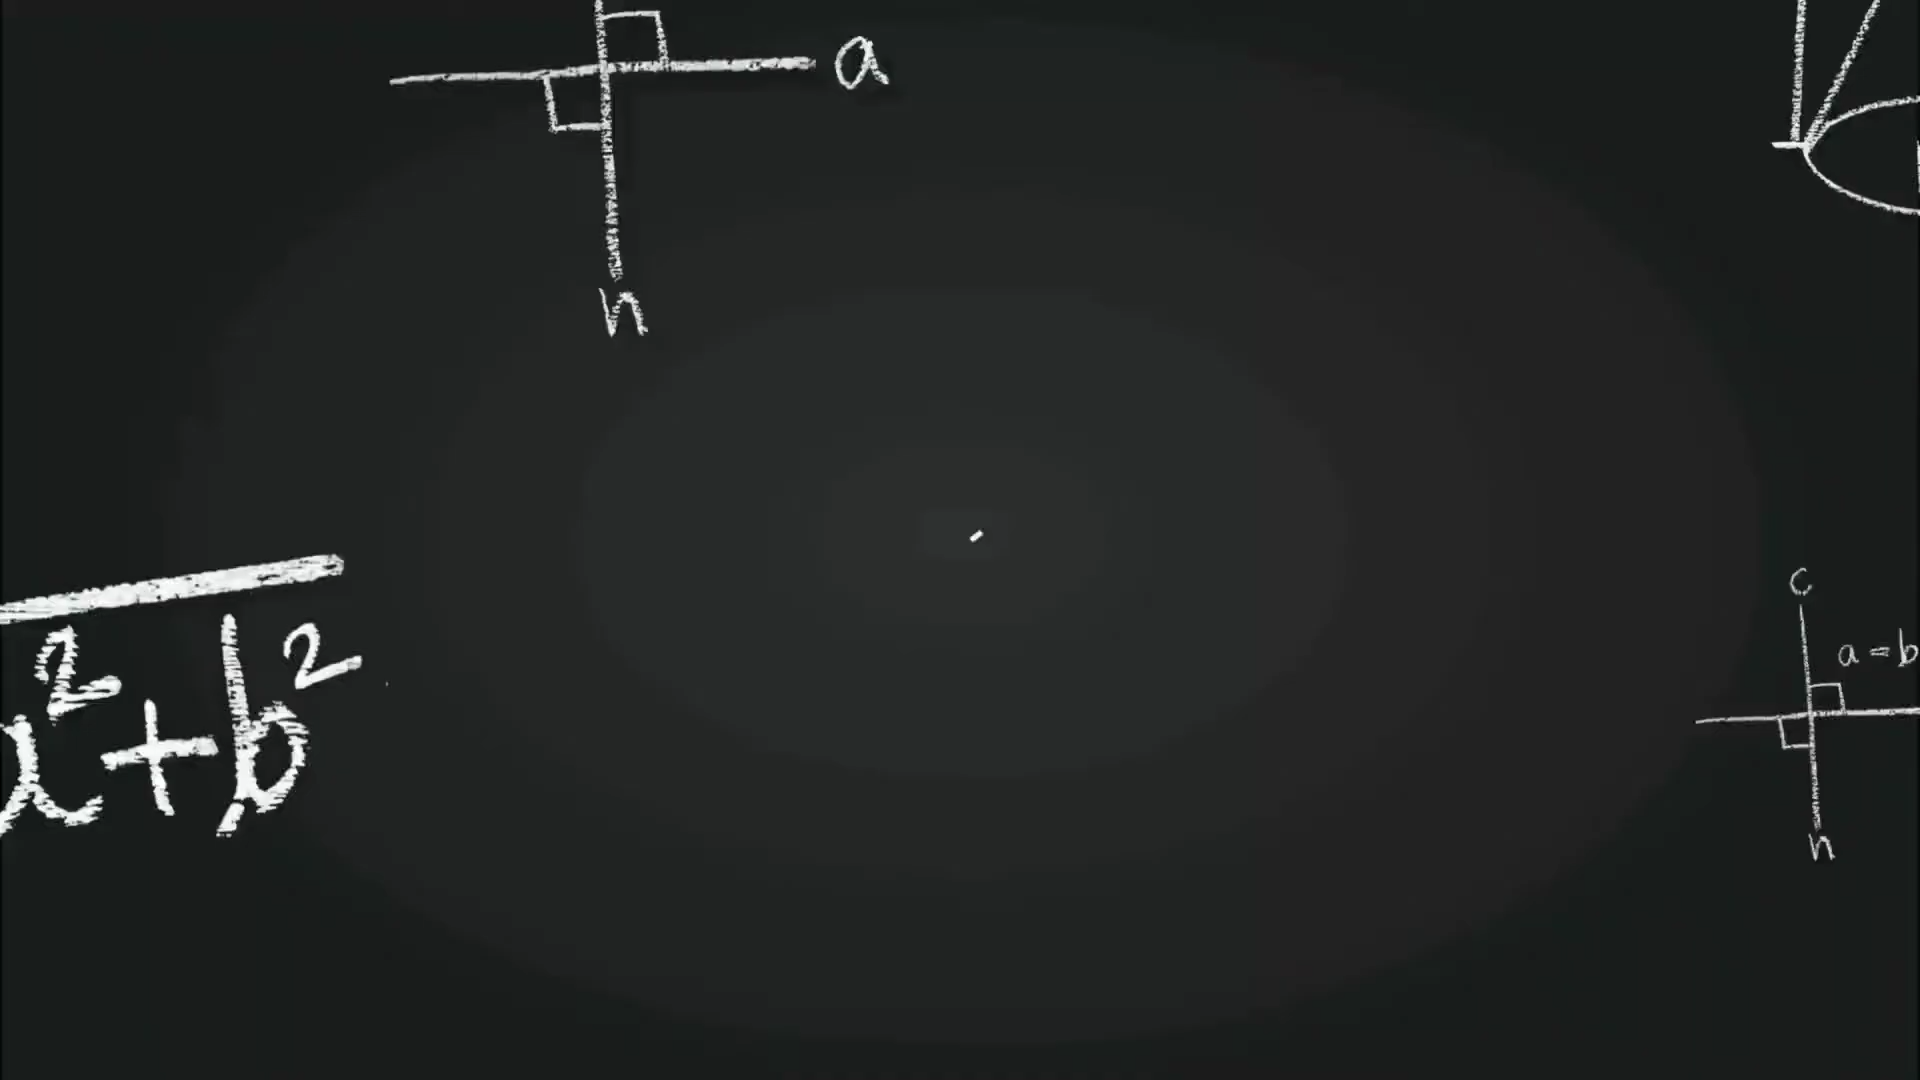 a
n
c
a = b
a² + b²
n